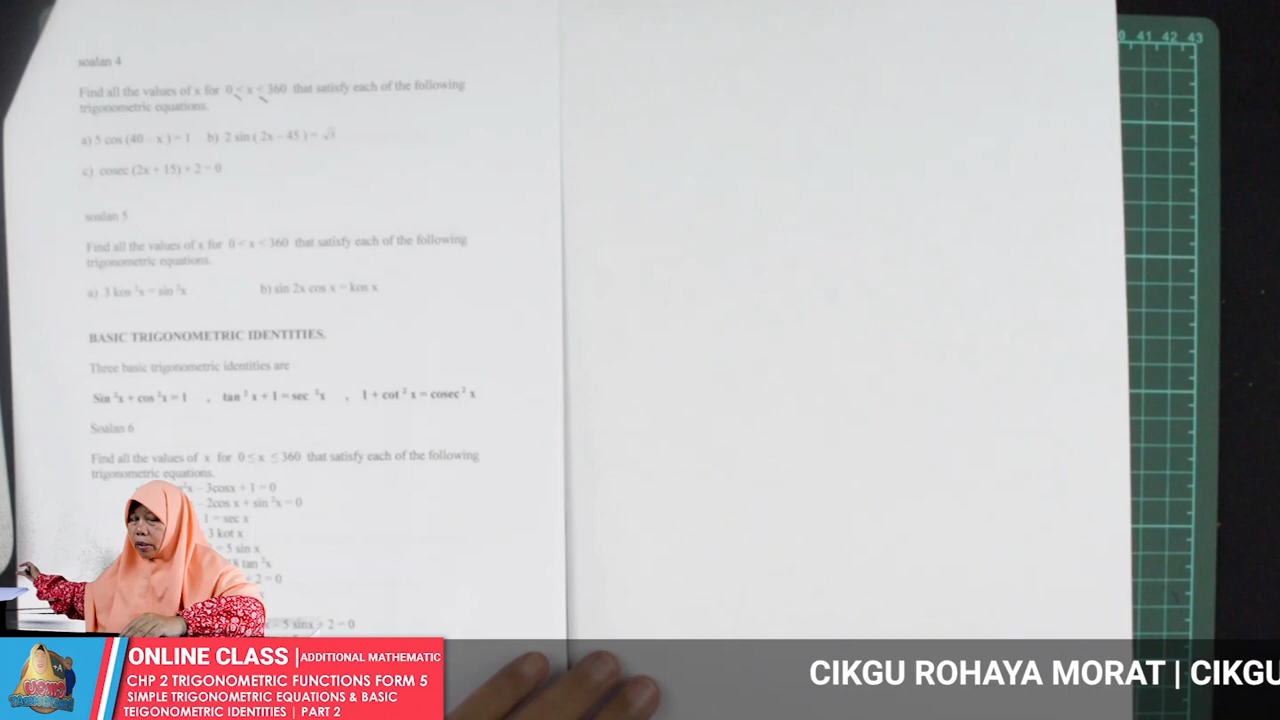 40 41 42 43
soalan 4
Find all the values of x for 0 ≤ x ≤ 360 that satisfy each of the following
trigonometric equations.
a) 5 cos (40 – x ) = 1 b) 2 sin ( 2x – 45 ) = √3
c) cosec (2x + 15) + 2 = 0
soalan 5
Find all the values of x for 0 < x < 360 that satisfy each of the following
trigonometric equations.
a) 3 kos ²x = sin ²x b) sin 2x cos x = kos x
BASIC TRIGONOMETRIC IDENTITIES.
Three basic trigonometric identities are
Sin ²x + cos ²x = 1 , tan ² x + 1 = sec ²x , 1 + cot ² x = cosec ² x
Soalan 6
Find all the values of x for 0 ≤ x ≤ 360 that satisfy each of the following
trigonometric equations.
²x – 3cosx + 1 = 0
– 2cos x + sin ²x = 0
1 = sec x
3 kot x
= 5 sin x
tan ²x
+ 2 = 0
x
– 5 sinx + 2 = 0
ONLINE CLASS | ADDITIONAL MATHEMATIC
CHP 2 TRIGONOMETRIC FUNCTIONS FORM 5
SIMPLE TRIGONOMETRIC EQUATIONS & BASIC
TEIGONOMETRIC IDENTITIES | PART 2
CIKGU ROHAYA MORAT | CIKGU